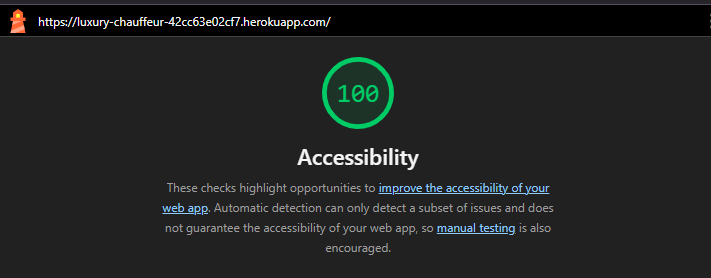 https://luxury-chauffeur-42cc63e02cf7.herokuapp.com/
100
Accessibility
These checks highlight opportunities to improve the accessibility of your
web app. Automatic detection can only detect a subset of issues and does
not guarantee the accessibility of your web app, so manual testing is also
encouraged.